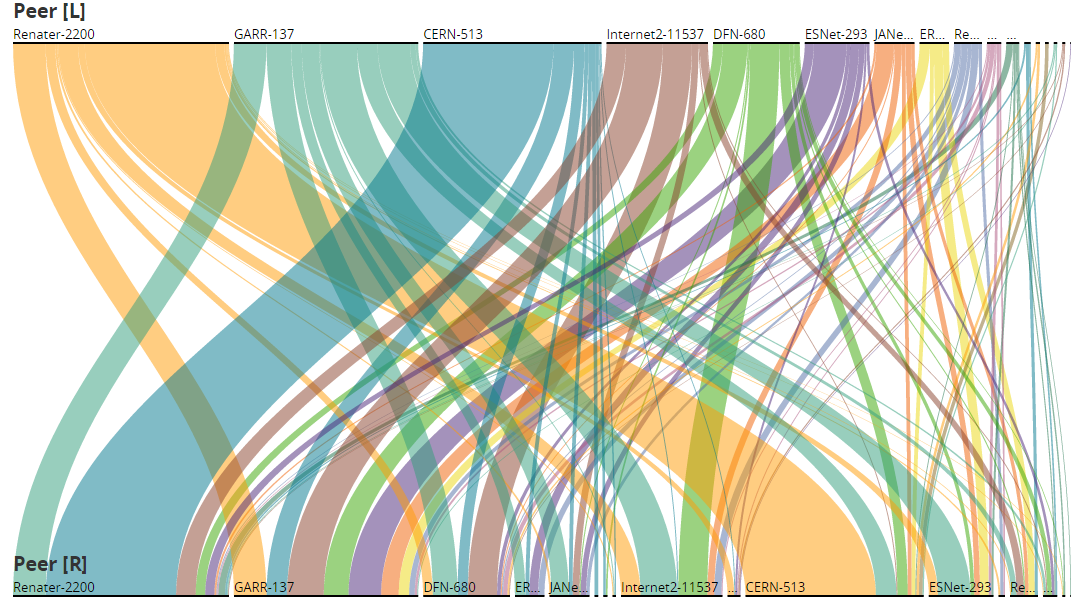 Peer [L]
Renater-2200 GARR-137 CERN-513 Internet2-11537 DFN-680 ESNet-293 JANe... ER... Re... ... ...
Peer [R]
Renater-2200 GARR-137 DFN-680 ER... JANe... Internet2-11537 ... CERN-513 ESNet-293 Re... ...